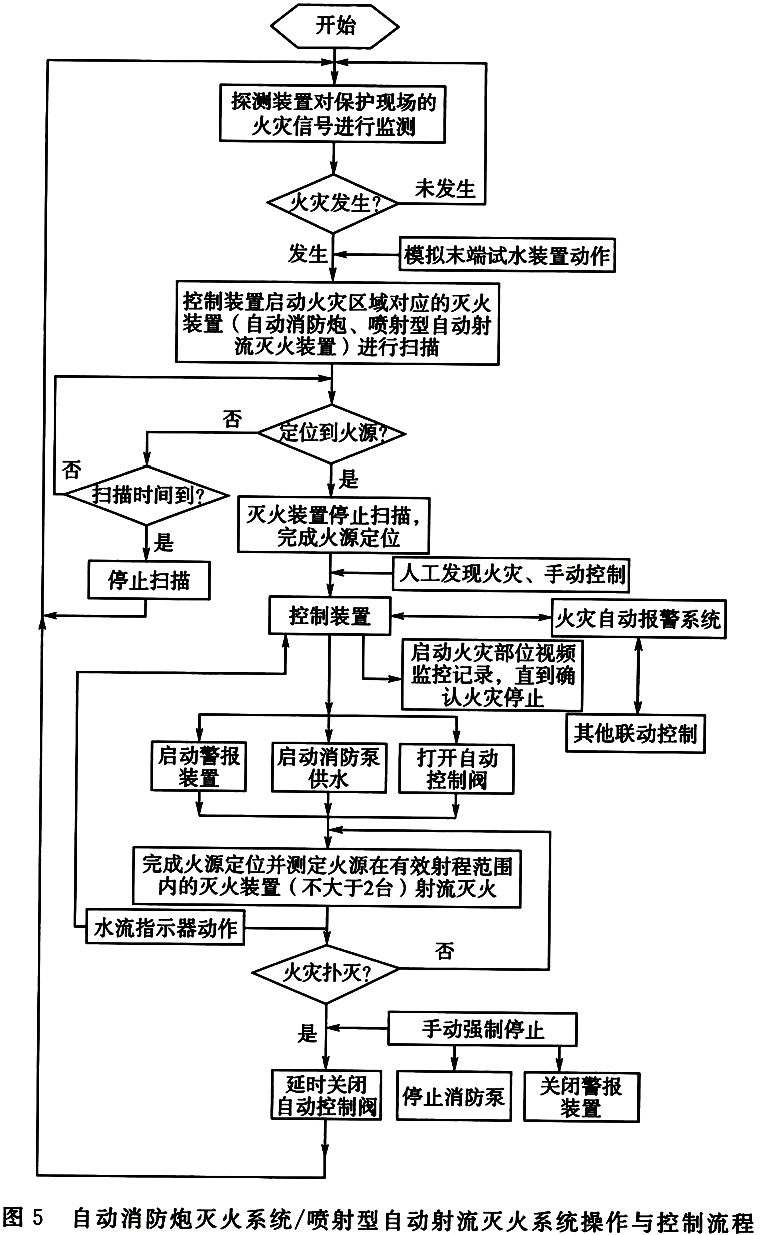 开始
探测装置对保护现场的
火灾信号进行监测
火灾发生?
未发生
发生
模拟末端试水装置动作
控制装置启动火灾区域对应的灭火
装置（自动消防炮、喷射型自动射
流灭火装置）进行扫描
定位到火源?
否
否
扫描时间到?
是
灭火装置停止扫描，
完成火源定位
是
停止扫描
人工发现火灾、手动控制
控制装置
火灾自动报警系统
启动火灾部位视频
监控记录，直到确
认火灾停止
其他联动控制
启动警报
装置
启动消防泵
供水
打开自动
控制阀
完成火源定位并测定火源在有效射程范围
内的灭火装置（不大于2台）射流灭火
水流指示器动作
火灾扑灭?
否
是
手动强制停止
延时关闭
自动控制阀
停止消防泵
关闭警报
装置
图 5 自动消防炮灭火系统/喷射型自动射流灭火系统操作与控制流程